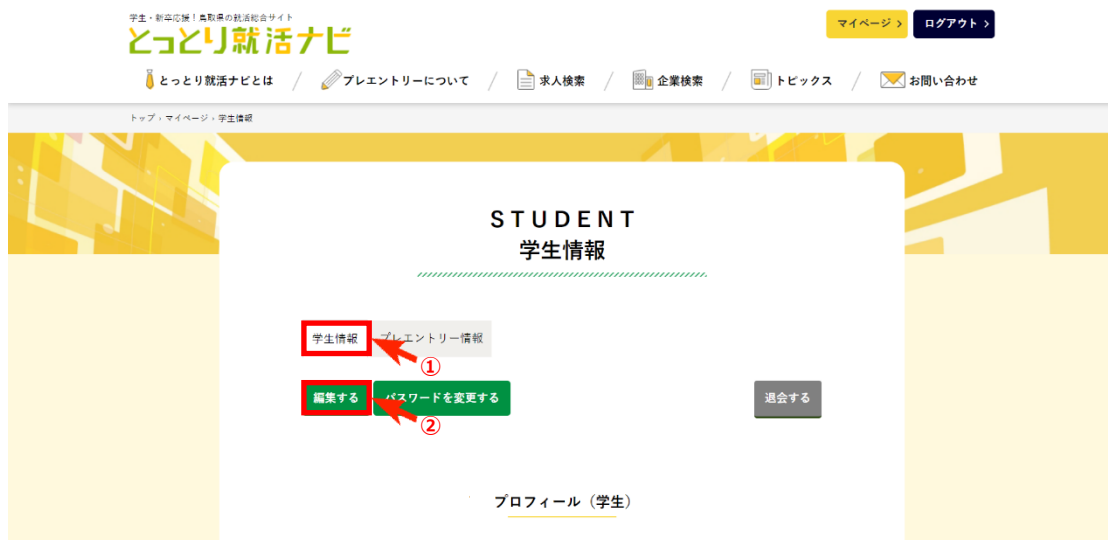 学生・新卒応援！鳥取県の就活総合サイト
とっとり就活ナビ
マイページ ›
ログアウト ›
とっとり就活ナビとは / プレエントリーについて / 求人検索 / 企業検索 / トピックス / お問い合わせ
トップ › マイページ › 学生情報
STUDENT
学生情報
学生情報
プレエントリー情報
①
編集する
パスワードを変更する
退会する
②
プロフィール（学生）